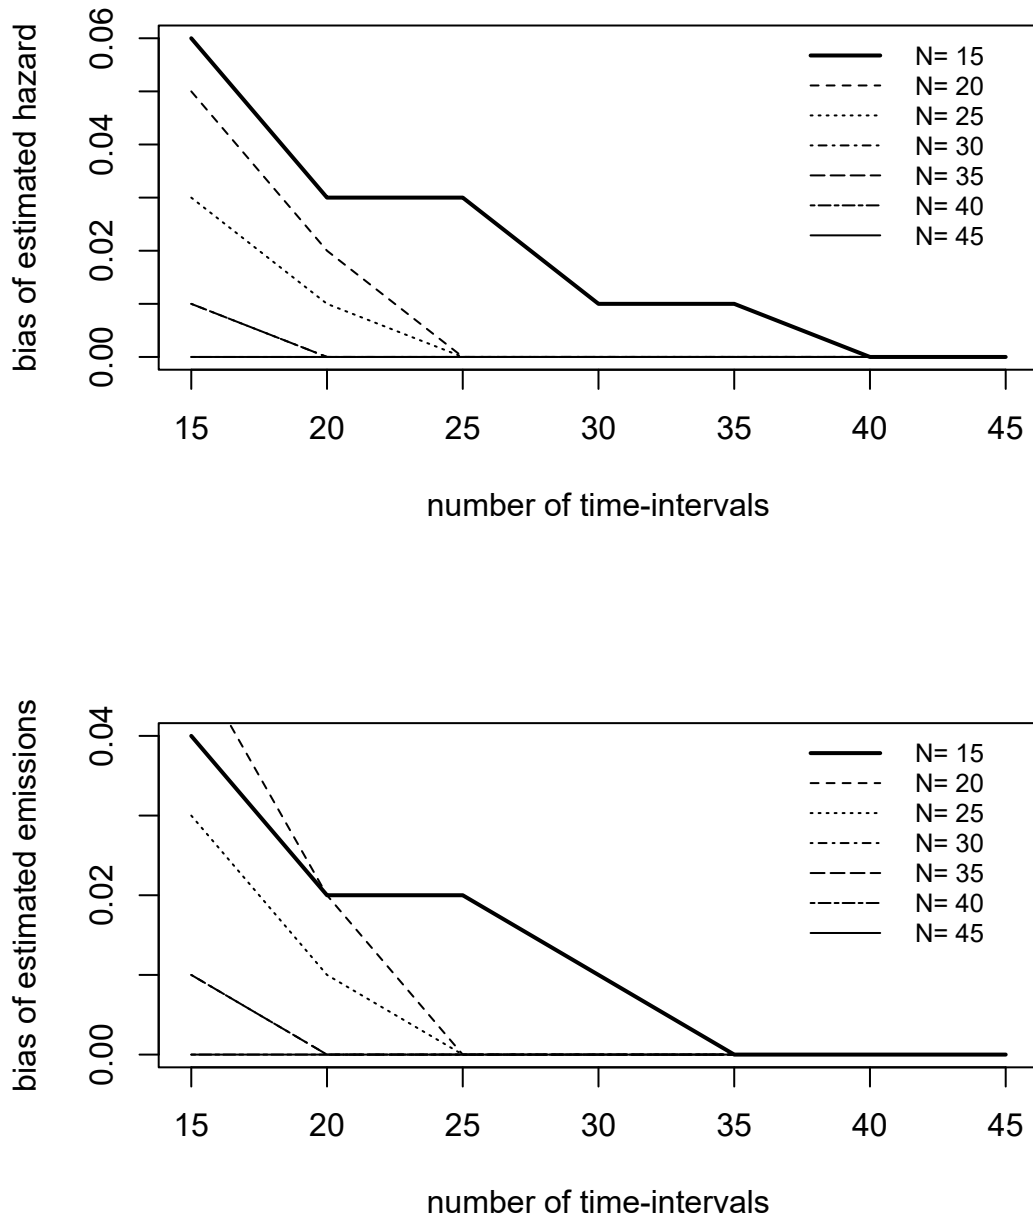 bias of estimated hazard
0.06
0.04
0.02
0.00
N= 15
N= 20
N= 25
N= 30
N= 35
N= 40
N= 45
15 20 25 30 35 40 45
number of time-intervals
bias of estimated emissions
0.04
0.02
0.00
N= 15
N= 20
N= 25
N= 30
N= 35
N= 40
N= 45
15 20 25 30 35 40 45
number of time-intervals